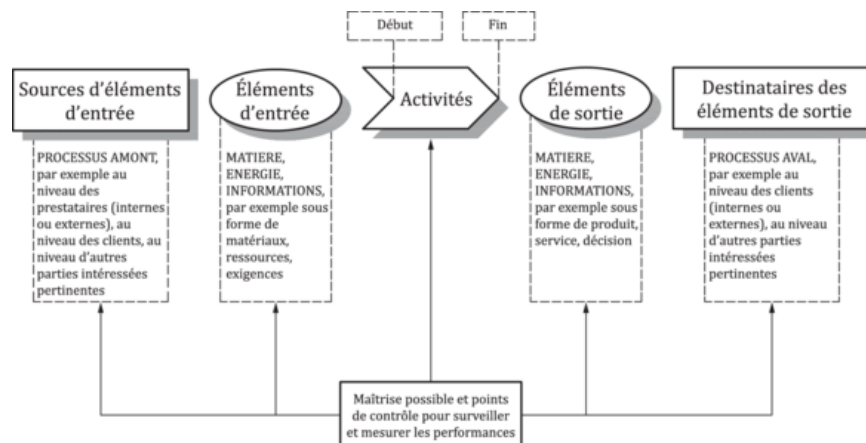 Début
Fin
Sources d'éléments
d'entrée
Éléments
d'entrée
Activités
Éléments
de sortie
Destinataires des
éléments de sortie
PROCESSUS AMONT,
par exemple au
niveau des
prestataires (internes
ou externes), au
niveau des clients, au
niveau d'autres
parties intéressées
pertinentes
MATIERE,
ENERGIE,
INFORMATIONS,
par exemple sous
forme de
matériaux,
ressources,
exigences
MATIERE,
ENERGIE,
INFORMATIONS,
par exemple sous
forme de produit,
service, décision
PROCESSUS AVAL,
par exemple au
niveau des clients
(internes ou
externes), au niveau
d'autres parties
intéressées
pertinentes
Maîtrise possible et points
de contrôle pour surveiller
et mesurer les performances